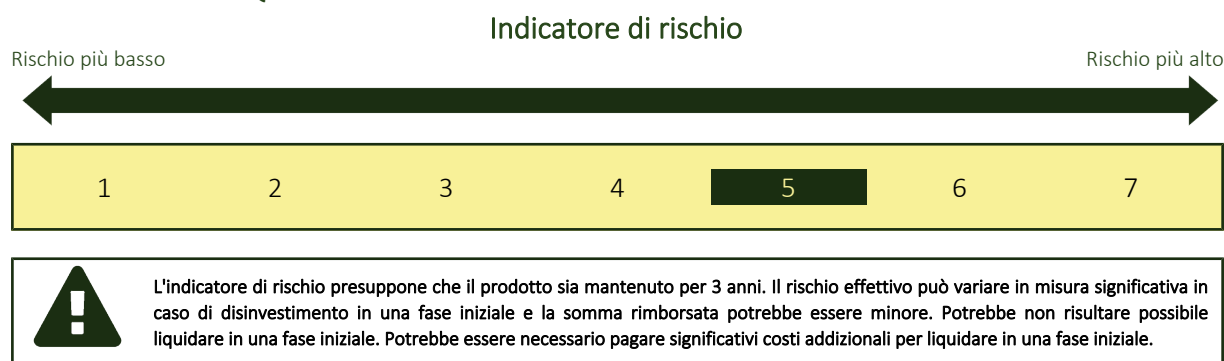 Indicatore di rischio
Rischio più basso
Rischio più alto
1 2 3 4 5 6 7
L'indicatore di rischio presuppone che il prodotto sia mantenuto per 3 anni. Il rischio effettivo può variare in misura significativa in
caso di disinvestimento in una fase iniziale e la somma rimborsata potrebbe essere minore. Potrebbe non risultare possibile
liquidare in una fase iniziale. Potrebbe essere necessario pagare significativi costi addizionali per liquidare in una fase iniziale.